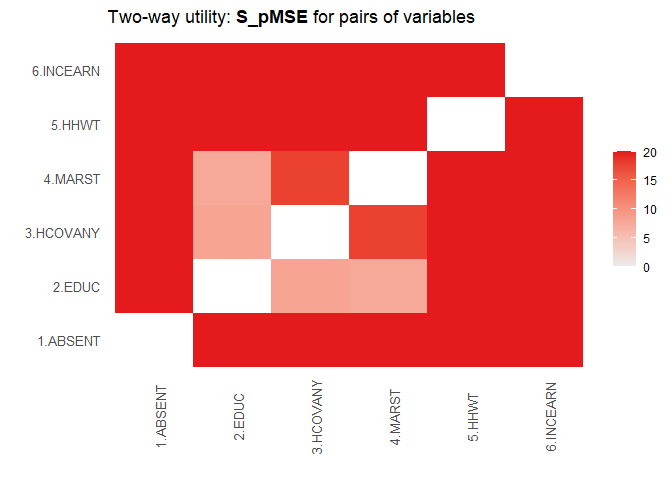 Two-way utility: S_pMSE for pairs of variables
6.INCEARN
5.HHWT
4.MARST
3.HCOVANY
2.EDUC
1.ABSENT
20
15
10
5
0
1.ABSENT
2.EDUC
3.HCOVANY
4.MARST
5.HHWT
6.INCEARN